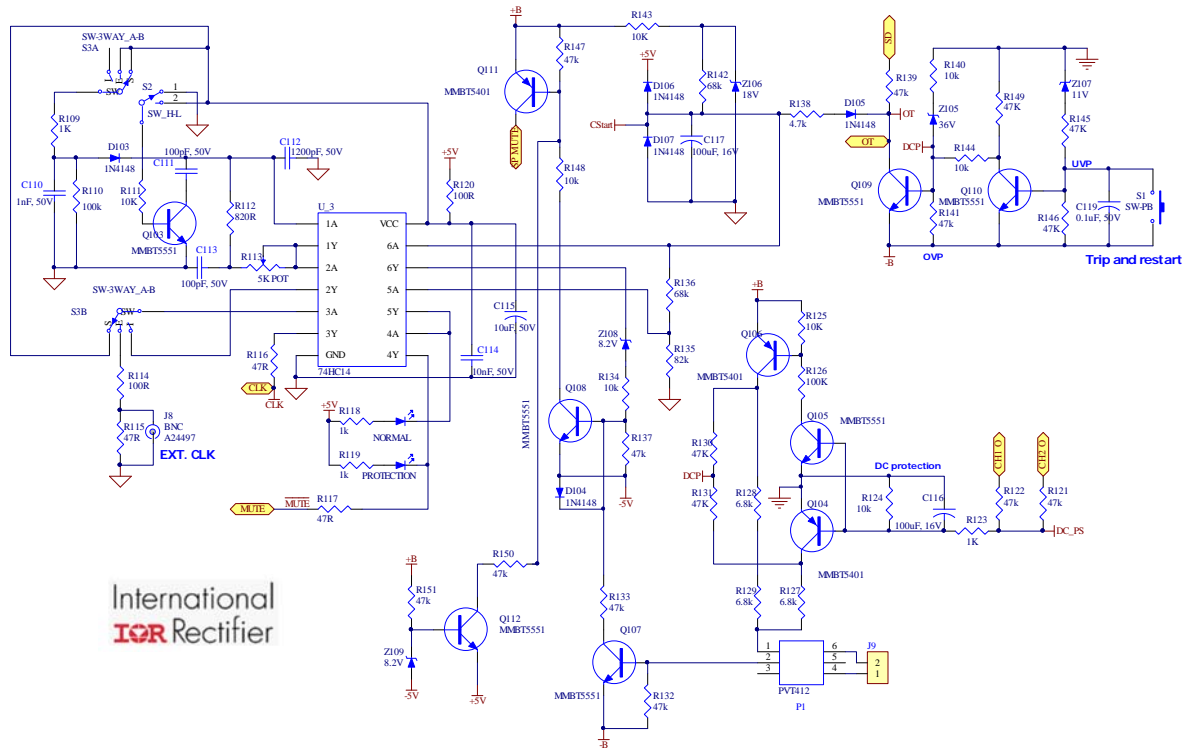 +B
R143
10K
SW-3WAY_A-B
S3A
S2
1
2
SW
SW_H-L
Q111
MMBT5401
R147
47k
+5V
D106
1N4148
R142
68k
Z106
18V
SD
R139
47k
R140
10k
Z105
36V
R149
47K
Z107
11V
R145
47K
R109
1K
D103
1N4148
C111
100pF, 50V
C112
1200pF, 50V
CStart
D107
1N4148
C117
100uF, 16V
R138
4.7k
D105
1N4148
OT
OT
DCP
R144
10k
UVP
SP MUTE
C110
1nF, 50V
R110
100k
R111
10K
R112
820R
Q103
MMBT5551
C113
100pF, 50V
R113
5K POT
+5V
R120
100R
R148
10k
Q109
MMBT5551
R141
47k
Q110
MMBT5551
R146
47K
C119
0.1uF, 50V
S1
SW-PB
-B
OVP
Trip and restart
U_3
1A
1Y
2A
2Y
3A
3Y
GND
VCC
6A
6Y
5A
5Y
4A
4Y
74HC14
SW-3WAY_A-B
S3B
SW
R114
100R
R115
47R
J8
BNC
A24497
EXT. CLK
R116
47R
CLK
CLK
C115
10uF, 50V
C114
10nF, 50V
R136
68k
R135
82k
Z108
8.2V
R134
10k
R137
47k
-5V
Q108
MMBT5551
D104
1N4148
+5V
R118
1k
NORMAL
R119
1k
PROTECTION
MUTE
MUTE
R117
47R
+B
Q106
MMBT5401
R125
10K
R126
100K
Q105
MMBT5551
DC protection
R130
47K
DCP
R131
47K
R128
6.8k
Q104
MMBT5401
R124
10k
C116
100uF, 16V
R123
1K
CH1 O
CH2 O
R122
47k
R121
47k
DC_PS
R129
6.8k
R127
6.8k
+B
R151
47k
Z109
8.2V
-5V
R150
47k
Q112
MMBT5551
+5V
R133
47k
Q107
MMBT5551
R132
47k
-B
1
2
3
6
5
4
PVT412
P1
J9
2
1
International
IOR Rectifier